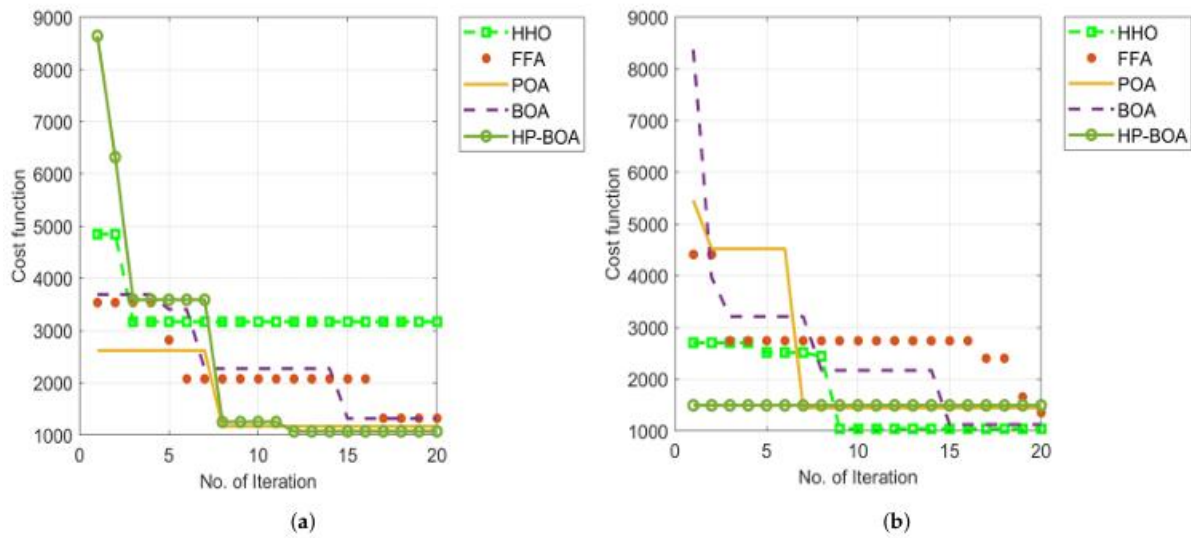 9000
8000
7000
6000
5000
4000
3000
2000
1000
Cost function
0
5
10
15
20
No. of Iteration
HHO
FFA
POA
BOA
HP-BOA
(a)
9000
8000
7000
6000
5000
4000
3000
2000
1000
Cost function
0
5
10
15
20
No. of Iteration
HHO
FFA
POA
BOA
HP-BOA
(b)